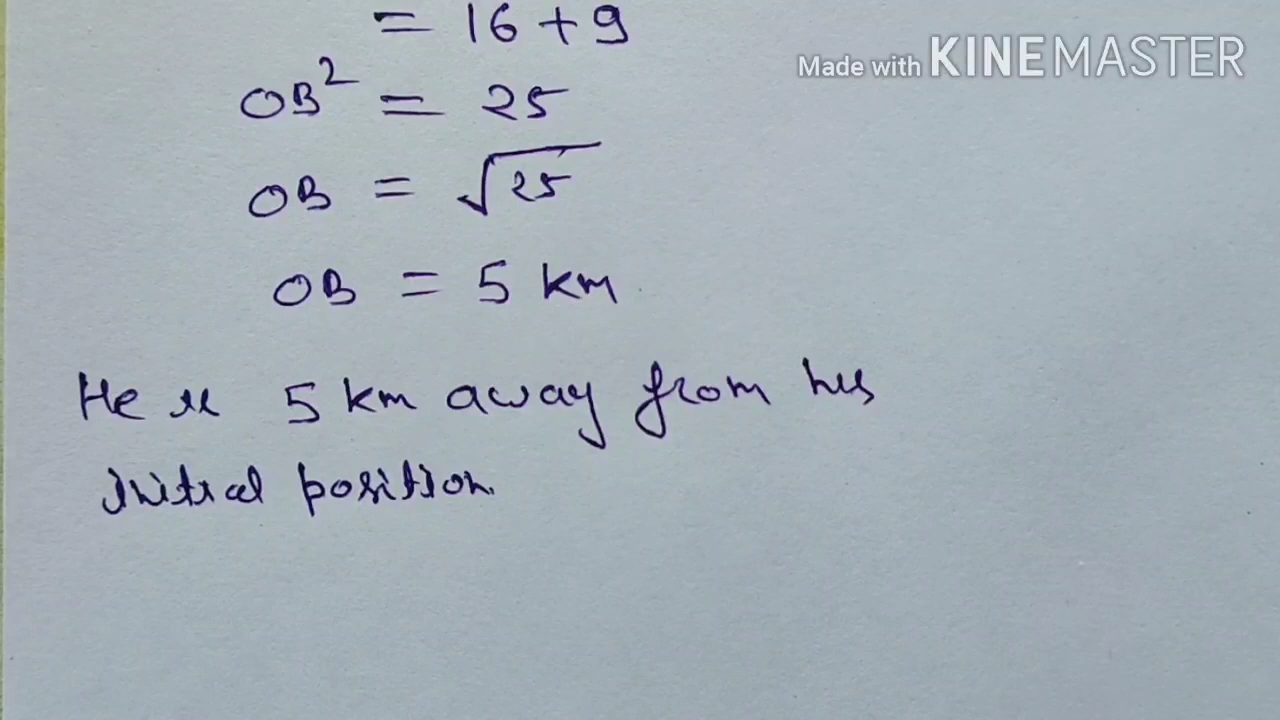 = 16 + 9
Made with KINEMASTER
OB² = 25
OB = √25
OB = 5 km
He is 5 km away from his
initial position.